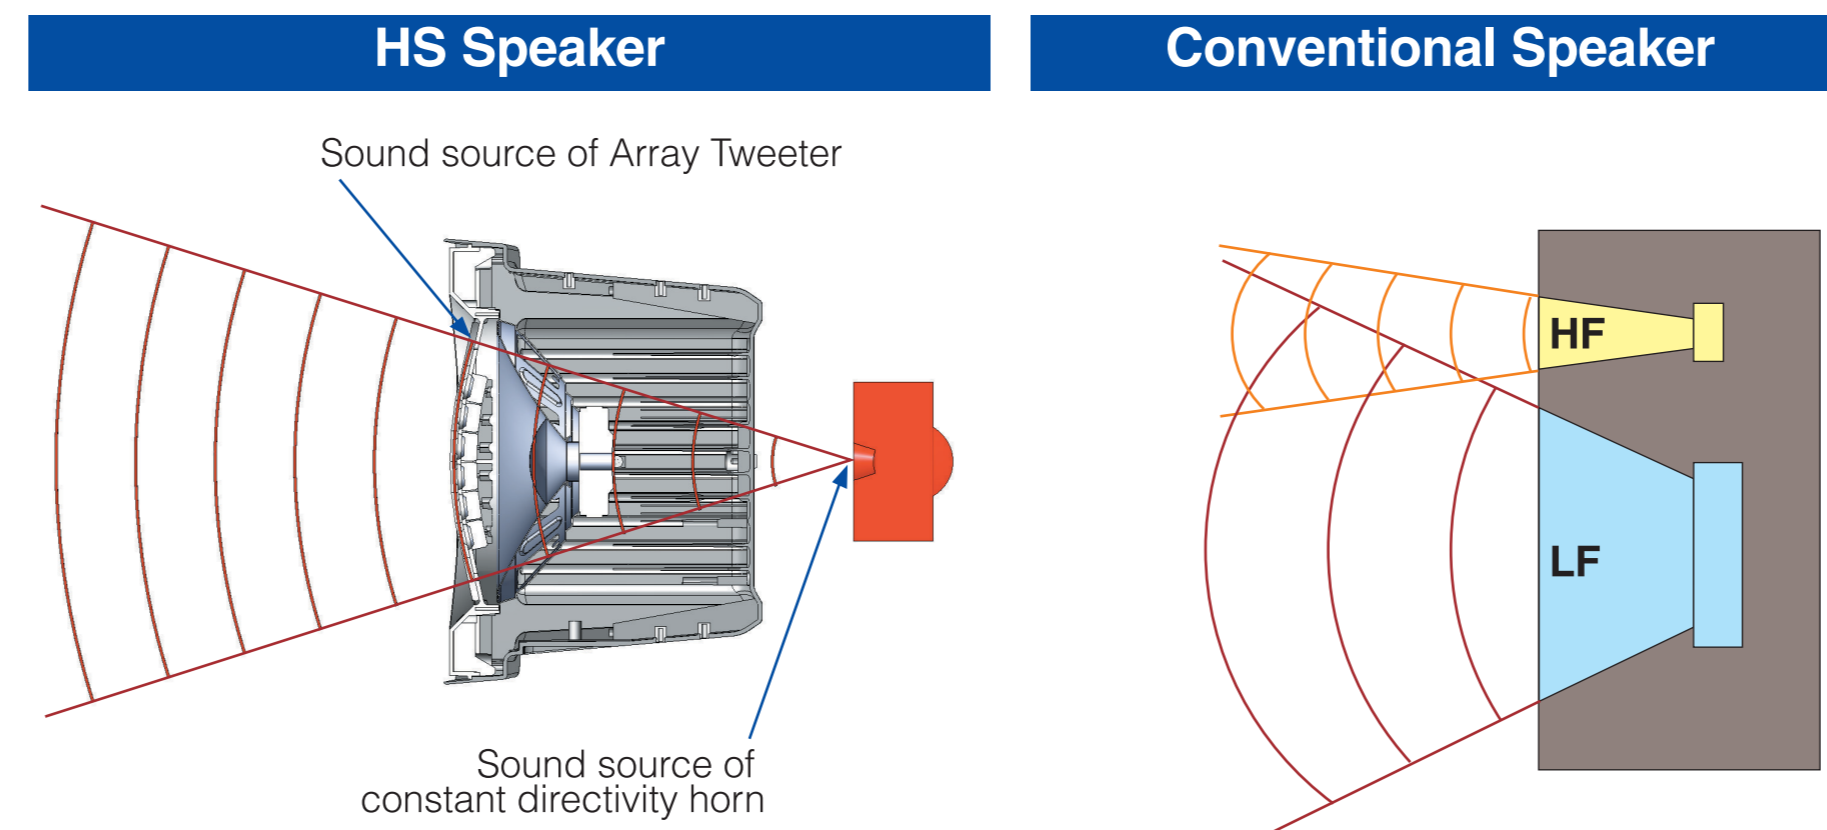 HS Speaker
Conventional Speaker
Sound source of Array Tweeter
HF
LF
Sound source of
constant directivity horn